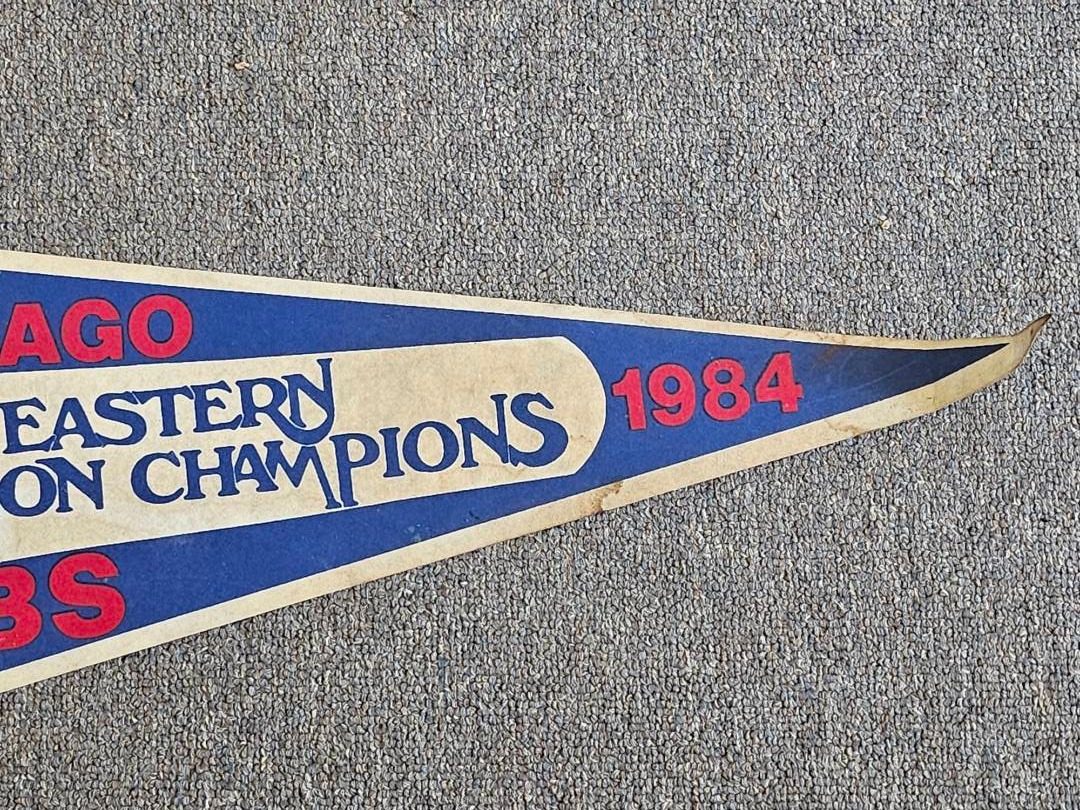 AGO
EASTERN
ON CHAMPIONS
1984
BS